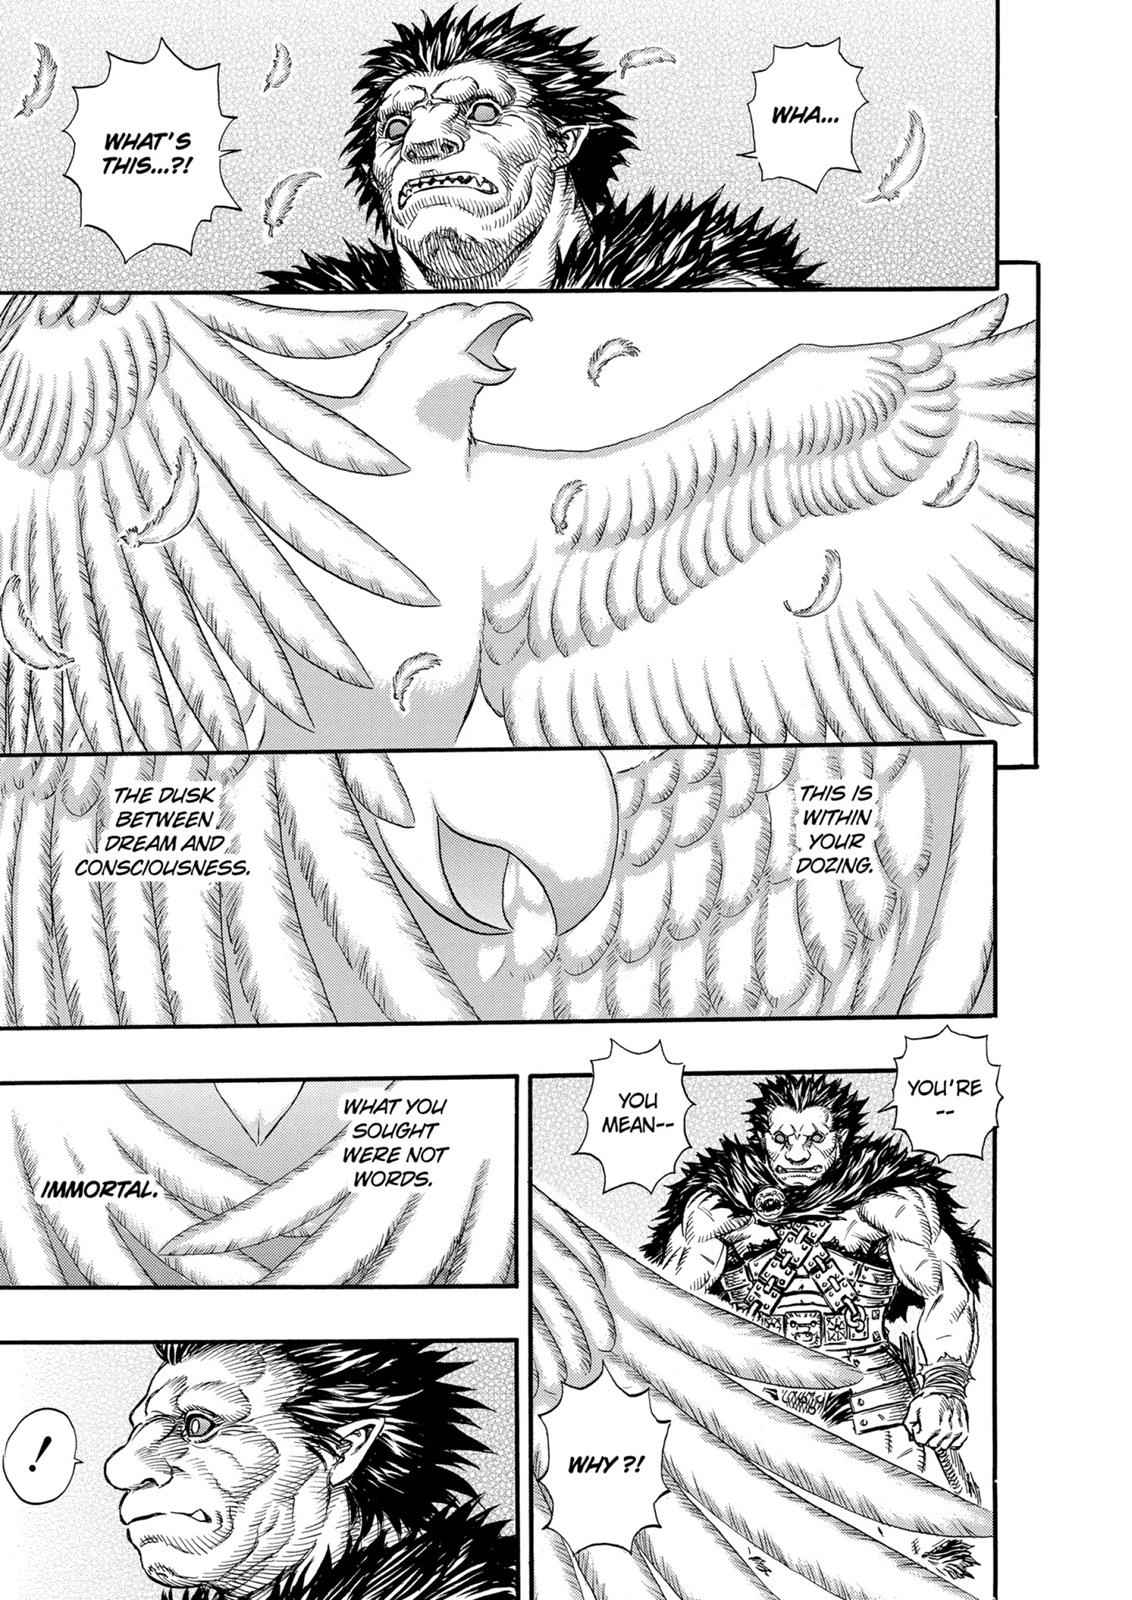 WHA...
WHAT'S
THIS...?!
THIS IS
WITHIN
YOUR
DOZING.
THE DUSK
BETWEEN
DREAM AND
CONSCIOUSNESS.
YOU'RE
--
YOU
MEAN--
WHY?!
WHAT YOU
SOUGHT
WERE NOT
WORDS.
IMMORTAL.
!